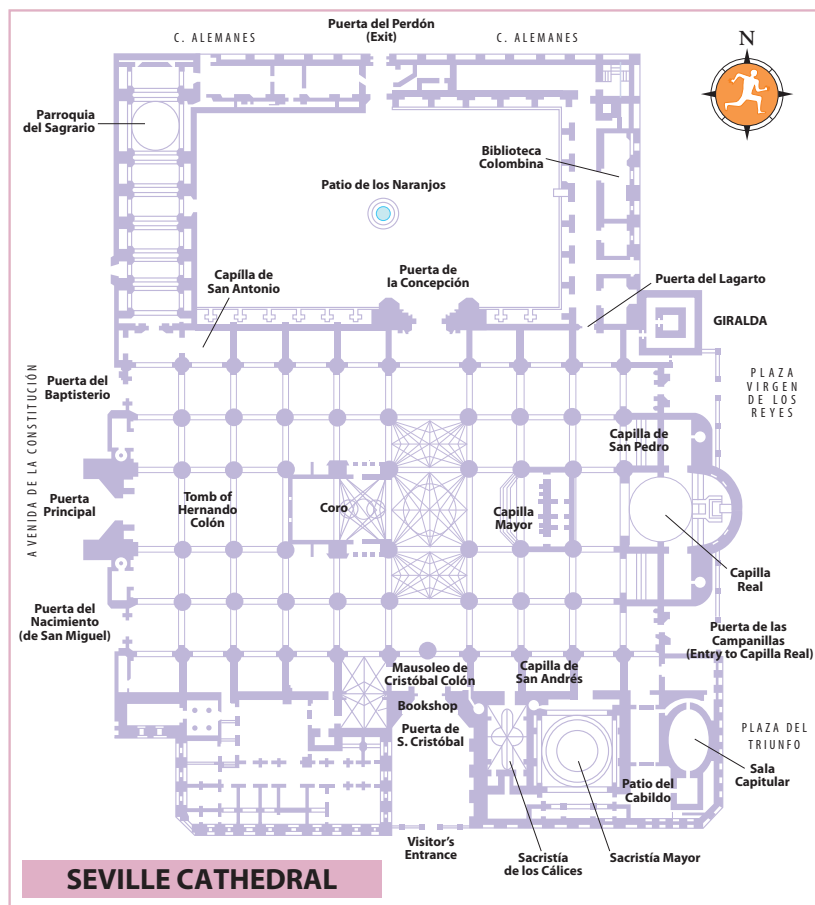 C. ALEMANES
Puerta del Perdón
(Exit)
C. ALEMANES
N
Parroquia
del Sagrario
Biblioteca
Colombina
Patio de los Naranjos
Capílla de
San Antonio
Puerta de
la Concepción
Puerta del Lagarto
GIRALDA
AVENIDA DE LA CONSTITUCIÓN
Puerta del
Baptisterio
PLAZA
VIRGEN
DE LOS
REYES
Capilla de
San Pedro
Puerta
Principal
Tomb of
Hernando
Colón
Coro
Capilla
Mayor
Capilla
Real
Puerta del
Nacimiento
(de San Miguel)
Puerta de las
Campanillas
(Entry to Capilla Real)
Mausoleo de
Cristóbal Colón
Capilla de
San Andrés
Bookshop
Puerta de
S. Cristóbal
PLAZA DEL
TRIUNFO
Sala
Capitular
Patio del
Cabildo
Visitor's
Entrance
Sacristía
de los Cálices
Sacristía Mayor
SEVILLE CATHEDRAL